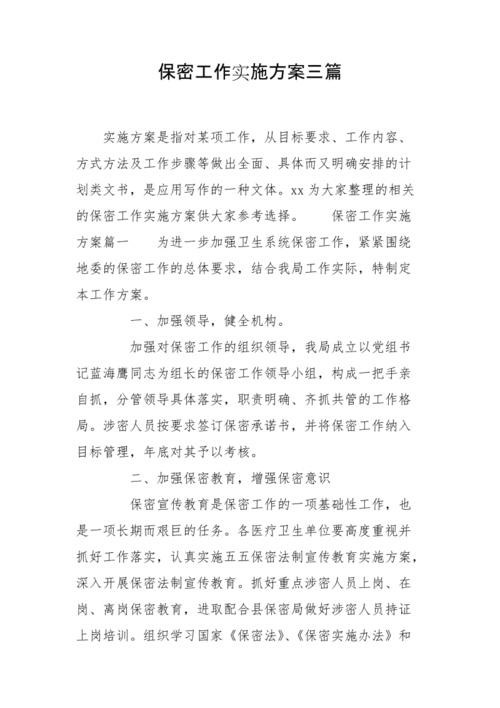 保密工作实施方案三篇
实施方案是指对某项工作，从目标要求、工作内容、
方式方法及工作步骤等做出全面、具体而又明确安排的计
划类文书，是应用写作的一种文体。xx 为大家整理的相关
的保密工作实施方案供大家参考选择。 保密工作实施
方案篇一 为进一步加强卫生系统保密工作，紧紧围绕
地委的保密工作的总体要求，结合我局工作实际，特制定
本工作方案。
一、加强领导，健全机构。
加强对保密工作的组织领导，我局成立以党组书
记蓝海鹰同志为组长的保密工作领导小组，构成一把手亲
自抓，分管领导具体落实，职责明确、齐抓共管的工作格
局。涉密人员按要求签订保密承诺书，并将保密工作纳入
目标管理，年底对其予以考核。
二、加强保密教育，增强保密意识
保密宣传教育是保密工作的一项基础性工作，也
是一项长期而艰巨的任务。各医疗卫生单位要高度重视并
抓好工作落实，认真实施五五保密法制宣传教育实施方案，
深入开展保密法制宣传教育。抓好重点涉密人员上岗、在
岗、离岗保密教育，进取配合县保密局做好涉密人员持证
上岗培训。组织学习国家《保密法》、《保密实施办法》和